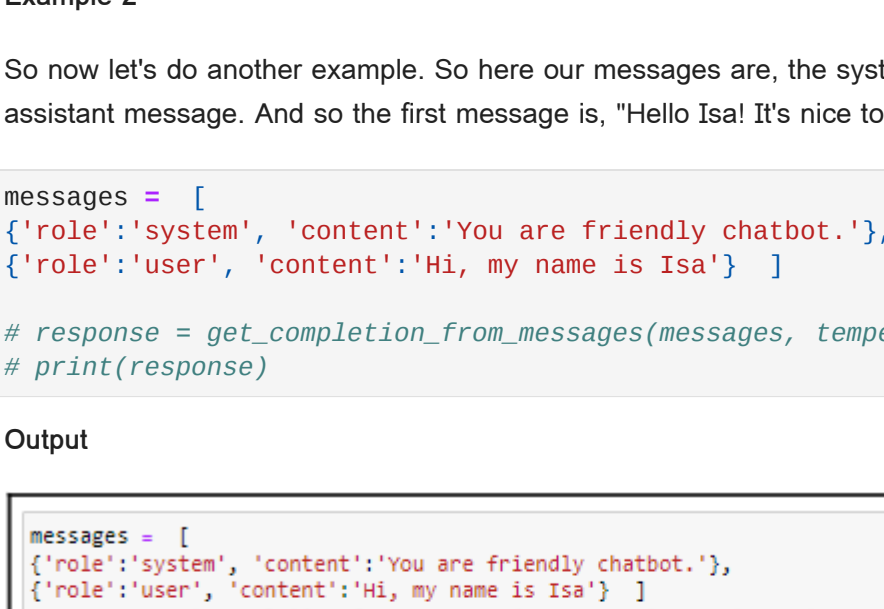 Example 2
So now let's do another example. So here our messages are, the syst
assistant message. And so the first message is, "Hello Isa! It's nice to
messages =  [
{'role':'system', 'content':'You are friendly chatbot.'},
{'role':'user', 'content':'Hi, my name is Isa'}  ]
# response = get_completion_from_messages(messages, tempe
# print(response)
Output
messages =  [
{'role':'system', 'content':'You are friendly chatbot.'},
{'role':'user', 'content':'Hi, my name is Isa'}  ]